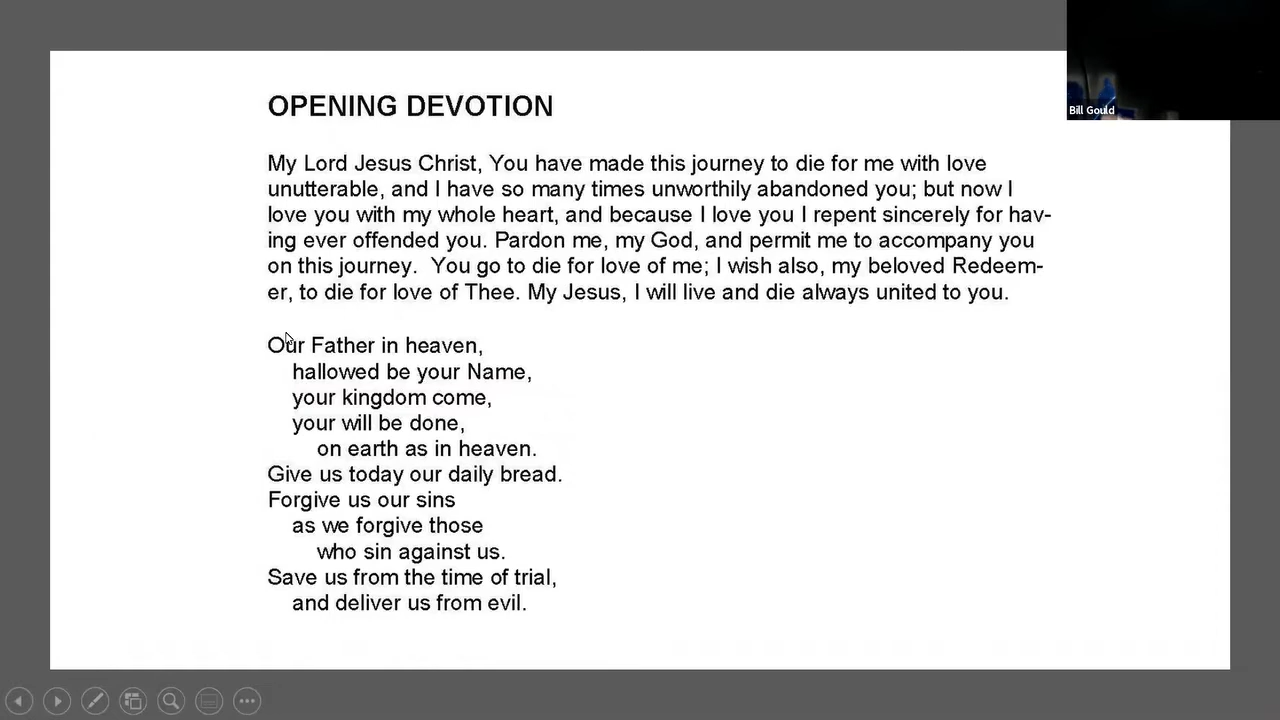 Bill Gould
OPENING DEVOTION
My Lord Jesus Christ, You have made this journey to die for me with love
unutterable, and I have so many times unworthily abandoned you; but now I
love you with my whole heart, and because I love you I repent sincerely for hav-
ing ever offended you. Pardon me, my God, and permit me to accompany you
on this journey.  You go to die for love of me; I wish also, my beloved Redeem-
er, to die for love of Thee. My Jesus, I will live and die always united to you.
Our Father in heaven,
hallowed be your Name,
your kingdom come,
your will be done,
on earth as in heaven.
Give us today our daily bread.
Forgive us our sins
as we forgive those
who sin against us.
Save us from the time of trial,
and deliver us from evil.